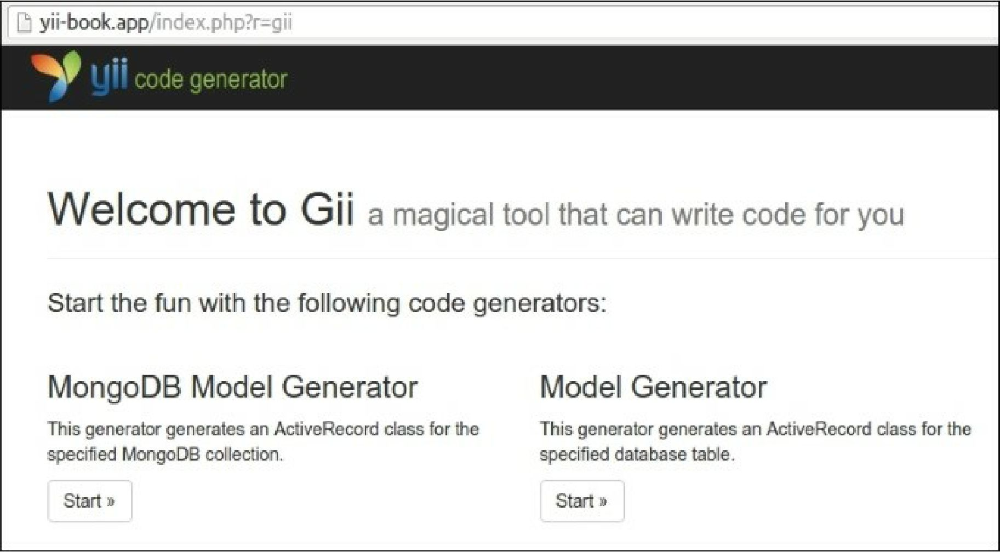 yii-book.app/index.php?r=gii
yii code generator
Welcome to Gii a magical tool that can write code for you
Start the fun with the following code generators:
MongoDB Model Generator
This generator generates an ActiveRecord class for the
specified MongoDB collection.
Start »
Model Generator
This generator generates an ActiveRecord class for the
specified database table.
Start »